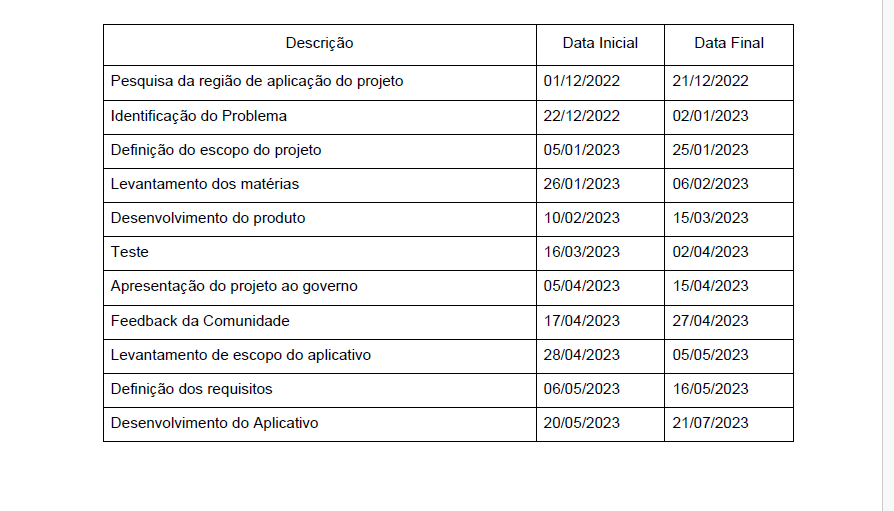 Descrição Data Inicial Data Final
Pesquisa da região de aplicação do projeto 01/12/2022 21/12/2022
Identificação do Problema 22/12/2022 02/01/2023
Definição do escopo do projeto 05/01/2023 25/01/2023
Levantamento dos matérias 26/01/2023 06/02/2023
Desenvolvimento do produto 10/02/2023 15/03/2023
Teste 16/03/2023 02/04/2023
Apresentação do projeto ao governo 05/04/2023 15/04/2023
Feedback da Comunidade 17/04/2023 27/04/2023
Levantamento de escopo do aplicativo 28/04/2023 05/05/2023
Definição dos requisitos 06/05/2023 16/05/2023
Desenvolvimento do Aplicativo 20/05/2023 21/07/2023